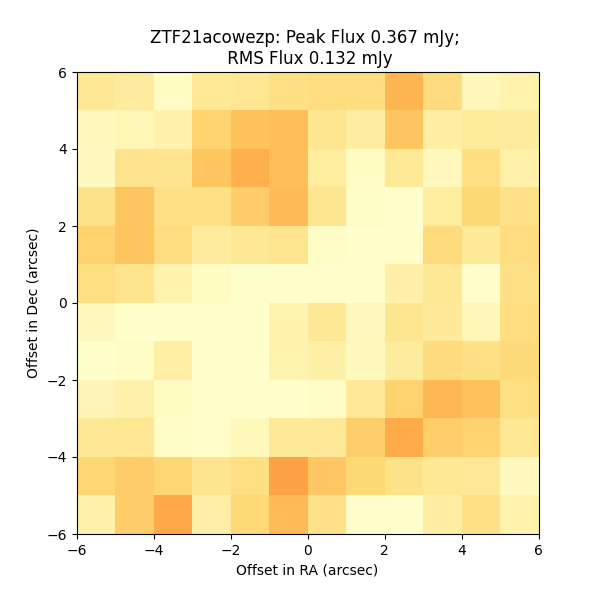 ZTF21acowezp: Peak Flux 0.367 mJy;
RMS Flux 0.132 mJy
6
4
2
0
−2
−4
−6
Offset in Dec (arcsec)
−6 −4 −2 0 2 4 6
Offset in RA (arcsec)